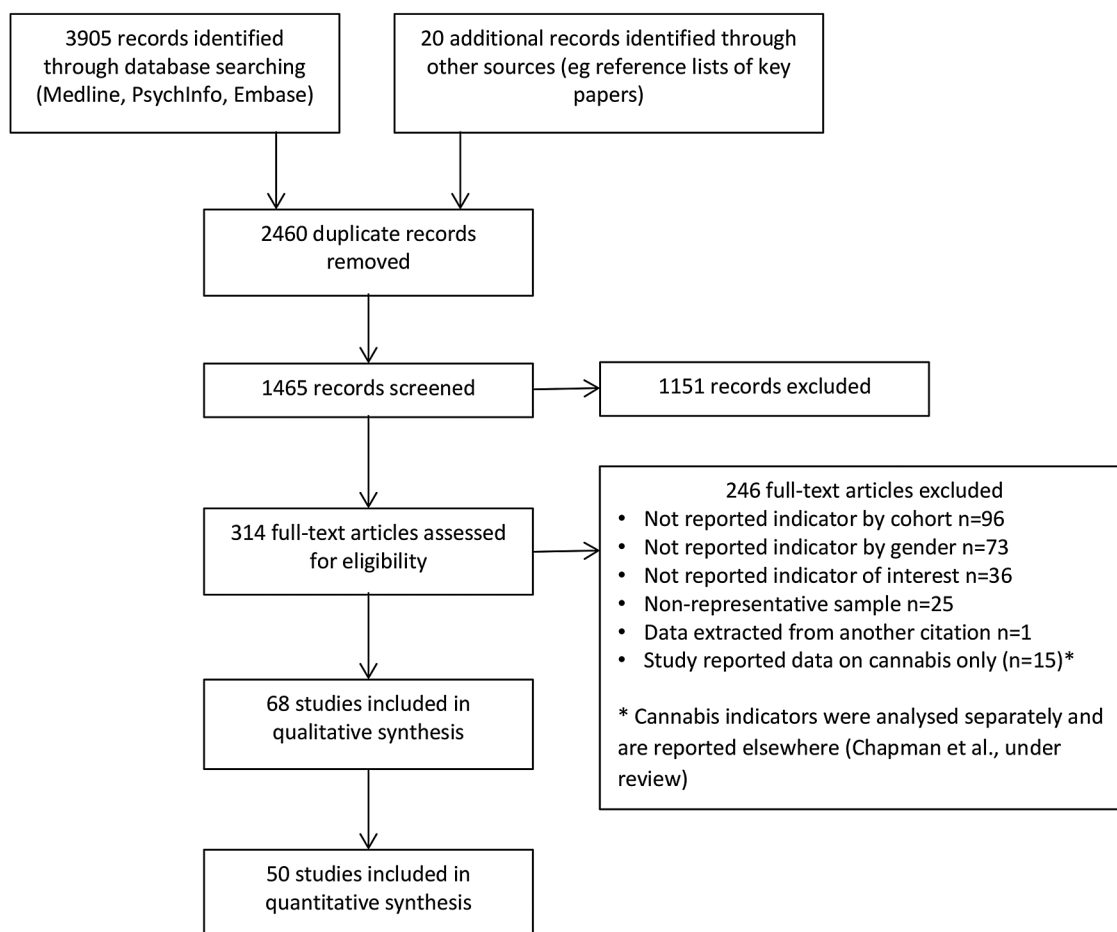 3905 records identified
through database searching
(Medline, PsychInfo, Embase)
20 additional records identified through
other sources (eg reference lists of key
papers)
2460 duplicate records
removed
1465 records screened
1151 records excluded
314 full-text articles assessed
for eligibility
246 full-text articles excluded
• Not reported indicator by cohort n=96
• Not reported indicator by gender n=73
• Not reported indicator of interest n=36
• Non-representative sample n=25
• Data extracted from another citation n=1
• Study reported data on cannabis only (n=15)*
* Cannabis indicators were analysed separately and
are reported elsewhere (Chapman et al., under
review)
68 studies included in
qualitative synthesis
50 studies included in
quantitative synthesis